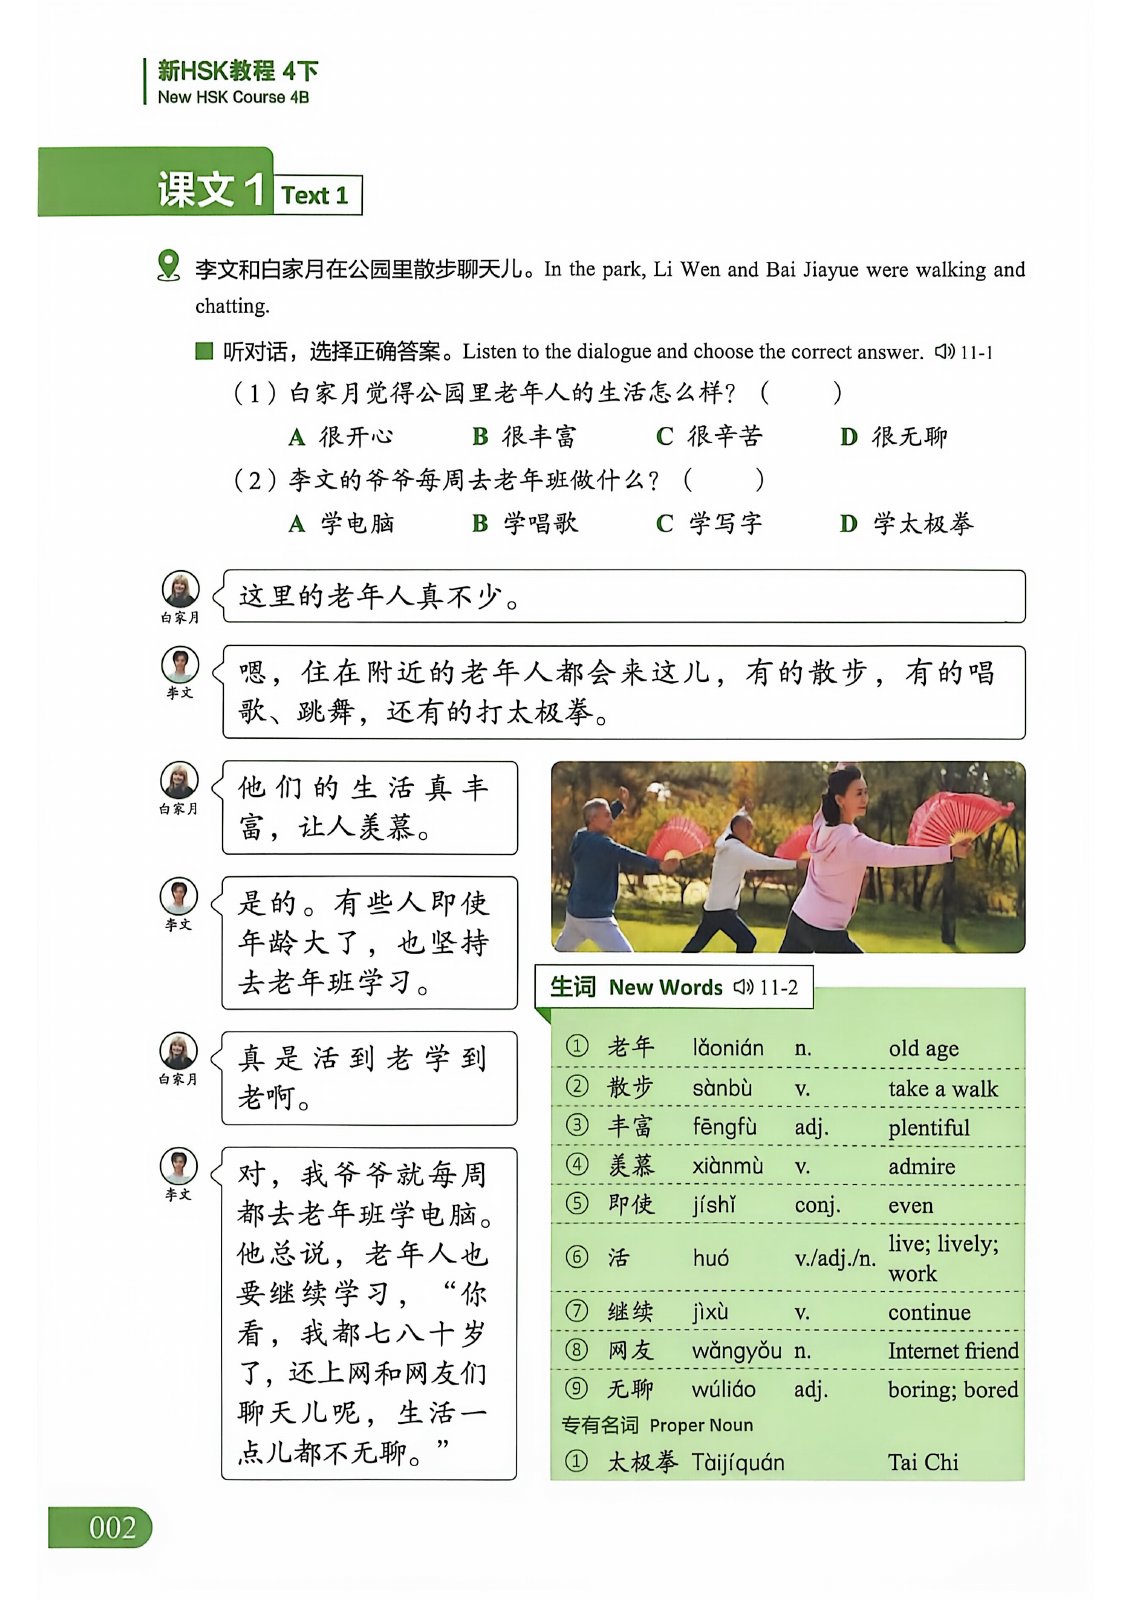 新HSK教程 4下
New HSK Course 4B
课文1 Text 1
李文和白家月在公园里散步聊天儿。In the park, Li Wen and Bai Jiayue were walking and
chatting.
听对话，选择正确答案。Listen to the dialogue and choose the correct answer. 11-1
（1）白家月觉得公园里老年人的生活怎么样？（ ）
A 很开心 B 很丰富 C 很辛苦 D 很无聊
（2）李文的爷爷每周去老年班做什么？（ ）
A 学电脑 B 学唱歌 C 学写字 D 学太极拳
白家月
这里的老年人真不少。
李文
嗯，住在附近的老年人都会来这儿，有的散步，有的唱
歌、跳舞，还有的打太极拳。
白家月
他们的生活真丰
富，让人羡慕。
李文
是的。有些人即使
年龄大了，也坚持
去老年班学习。
白家月
真是活到老学到
老啊。
李文
对，我爷爷就每周
都去老年班学电脑。
他总说，老年人也
要继续学习，“你
看，我都七八十岁
了，还上网和网友们
聊天儿呢，生活一
点儿都不无聊。”
生词 New Words 11-2
① 老年 lǎonián n. old age
② 散步 sànbù v. take a walk
③ 丰富 fēngfù adj. plentiful
④ 羡慕 xiànmù v. admire
⑤ 即使 jíshǐ conj. even
⑥ 活 huó v./adj./n. live; lively;
work
⑦ 继续 jìxù v. continue
⑧ 网友 wǎngyǒu n. Internet friend
⑨ 无聊 wúliáo adj. boring; bored
专有名词 Proper Noun
① 太极拳 Tàijíquán Tai Chi
002